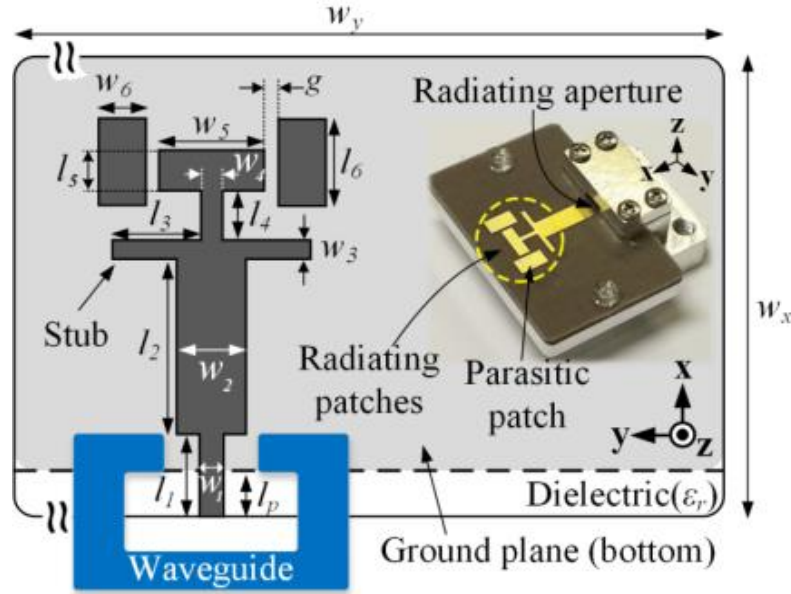 w_y
w_6
g
Radiating aperture
w_5
z
x
y
l_5
w_4
l_6
l_3
l_4
w_3
Stub
w_x
l_2
w_2
Radiating
patches
Parasitic
patch
x
y
z
l_1
w_1
l_p
Dielectric(ε_r)
Ground plane (bottom)
Waveguide